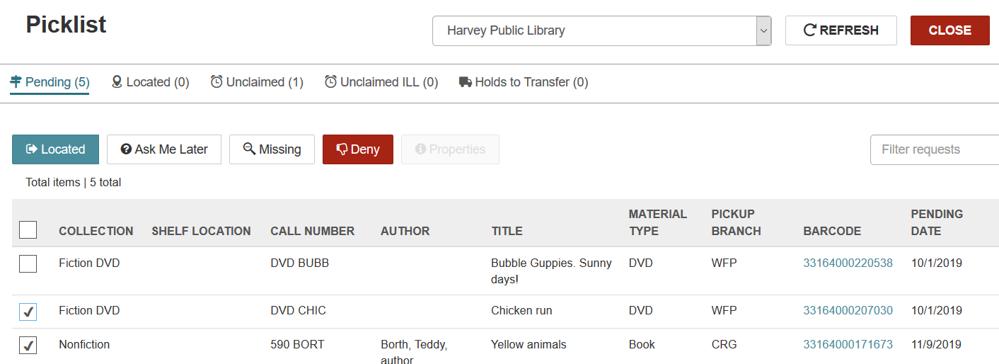 Picklist
Harvey Public Library
REFRESH
CLOSE
Pending (5)
Located (0)
Unclaimed (1)
Unclaimed ILL (0)
Holds to Transfer (0)
Located
Ask Me Later
Missing
Deny
Properties
Filter requests
Total items | 5 total
COLLECTION SHELF LOCATION CALL NUMBER AUTHOR TITLE MATERIAL TYPE PICKUP BRANCH BARCODE PENDING DATE
Fiction DVD DVD BUBB Bubble Guppies. Sunny days! DVD WFP 33164000220538 10/1/2019
Fiction DVD DVD CHIC Chicken run DVD WFP 33164000207030 10/1/2019
Nonfiction 590 BORT Borth, Teddy, author Yellow animals Book CRG 33164000171673 11/9/2019